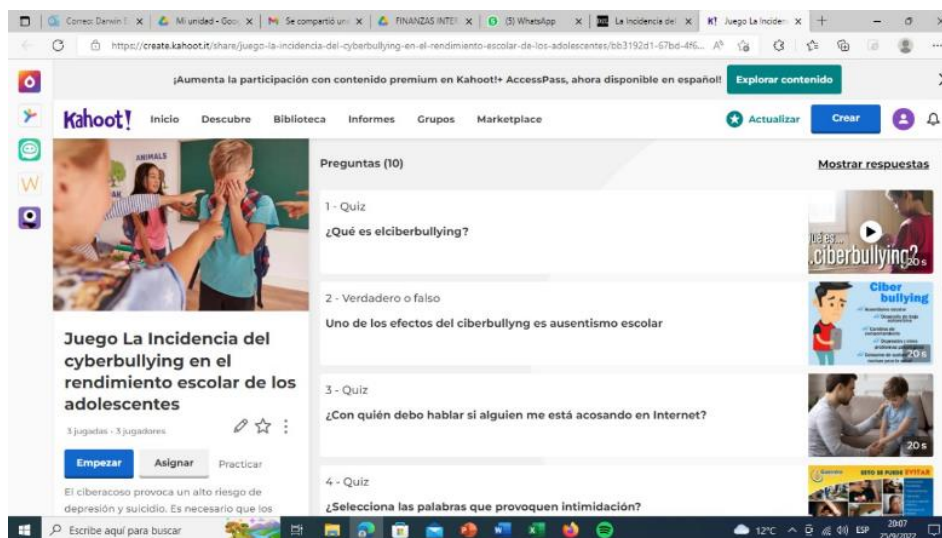 Correo: Darwin
Mi unidad - Goo
Se compartió un
FINANZAS INTE
(5) WhatsApp
La Incidencia del
Juego La Inciden
https://create.kahoot.it/share/juego-la-incidencia-del-cyberbullying-en-el-rendimiento-escolar-de-los-adolescentes/bb3192d1-67bd-4f6...
¡Aumenta la participación con contenido premium en Kahoot!+ AccessPass, ahora disponible en español!
Explorar contenido
Kahoot!
Inicio
Descubre
Biblioteca
Informes
Grupos
Marketplace
Actualizar
Crear
ANIMALS
Juego La Incidencia del
cyberbullying en el
rendimiento escolar de los
adolescentes
3 jugadas · 3 jugadores
Empezar
Asignar
Practicar
El ciberacoso provoca un alto riesgo de
depresión y suicidio. Es necesario que los
Preguntas (10)
Mostrar respuestas
1 - Quiz
¿Qué es elciberbullying?
ciberbullying?
20 s
2 - Verdadero o falso
Uno de los efectos del ciberbullyng es ausentismo escolar
Ciber
bullying
20 s
3 - Quiz
¿Con quién debo hablar si alguien me está acosando en Internet?
20 s
4 - Quiz
¿Selecciona las palabras que provoquen intimidación?
ESTO SE PUEDE EVITAR
Escribe aquí para buscar
12°C
ESP
20:07
25/9/2022